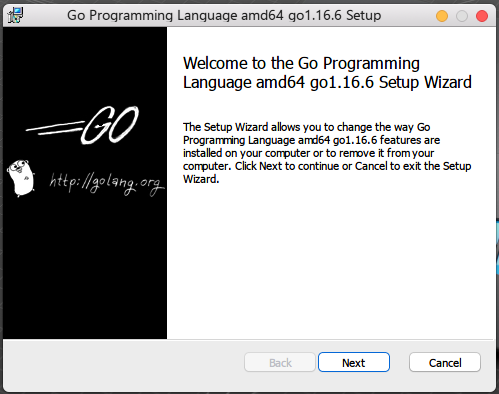 Go Programming Language amd64 go1.16.6 Setup
GO
http://golang.org
Welcome to the Go Programming
Language amd64 go1.16.6 Setup Wizard
The Setup Wizard allows you to change the way Go
Programming Language amd64 go1.16.6 features are
installed on your computer or to remove it from your
computer. Click Next to continue or Cancel to exit the Setup
Wizard.
Back
Next
Cancel